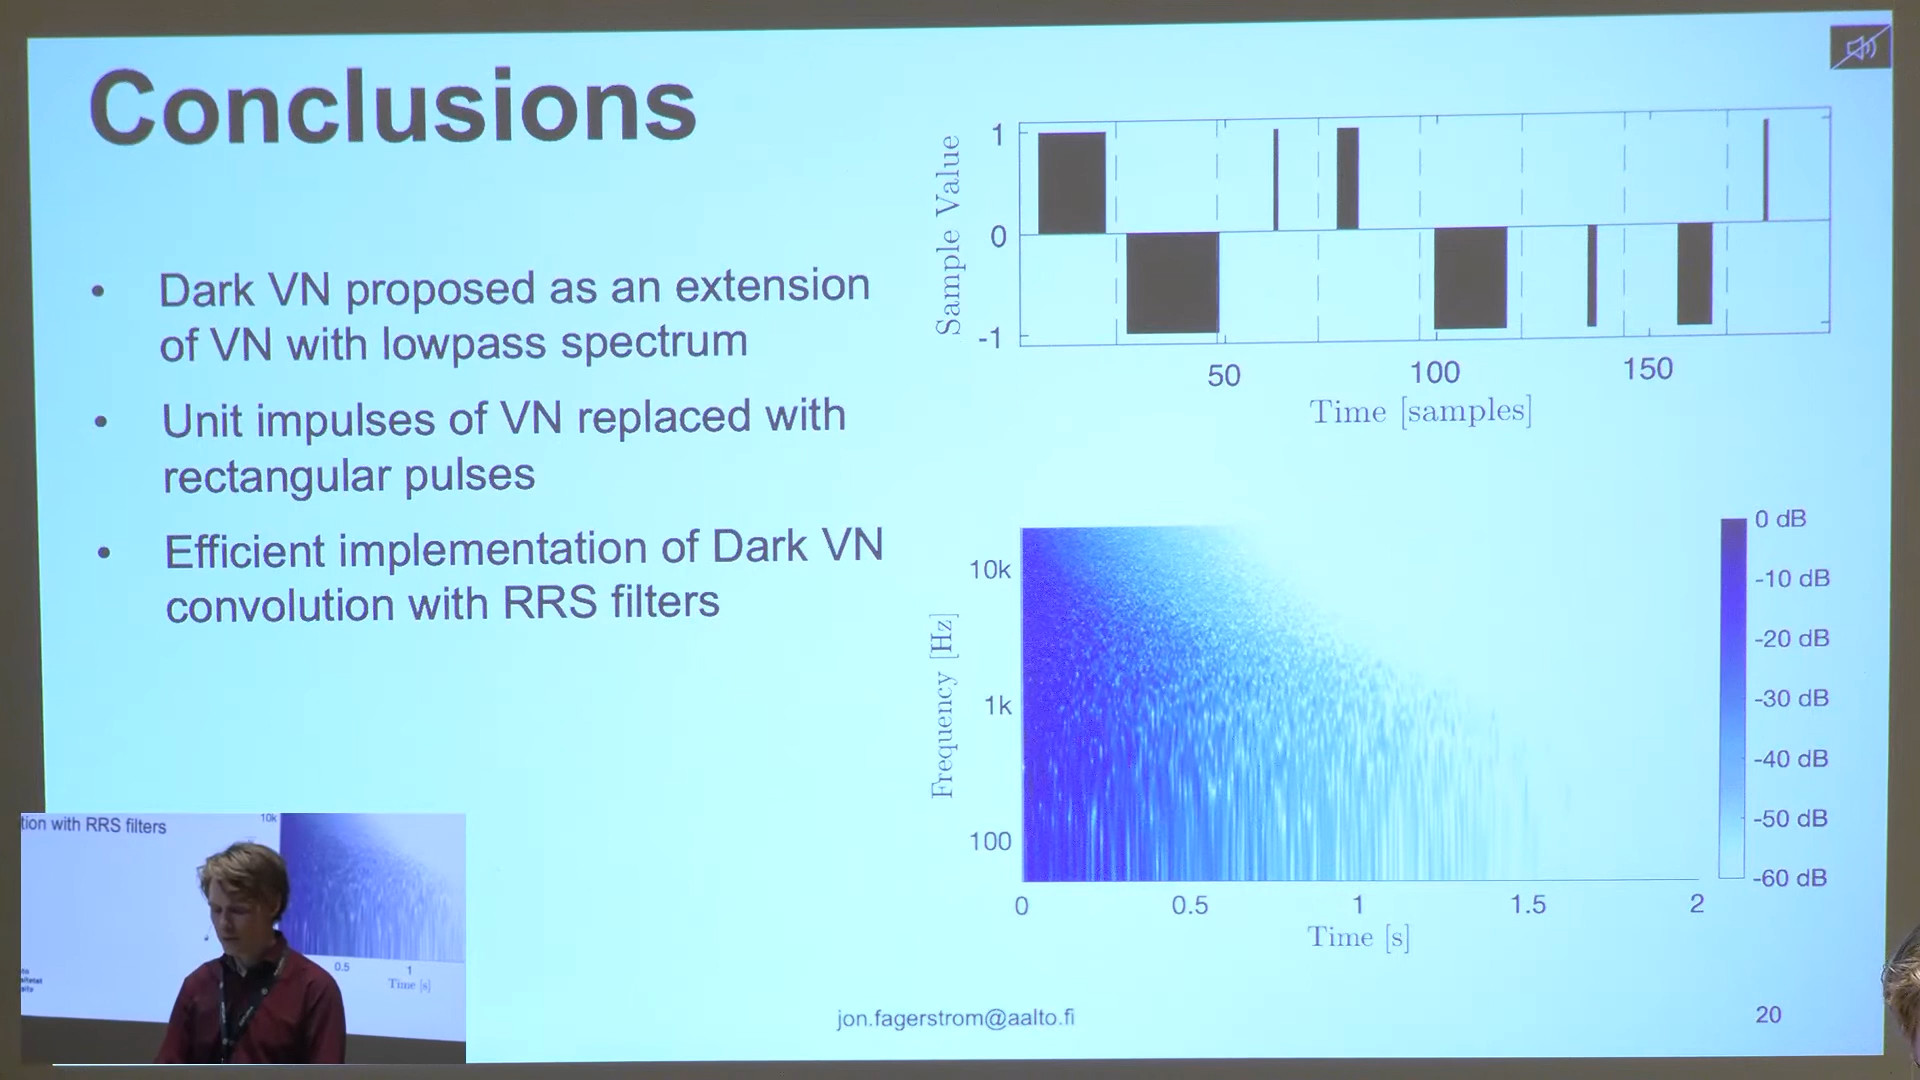 Conclusions
• Dark VN proposed as an extension
of VN with lowpass spectrum
• Unit impulses of VN replaced with
rectangular pulses
• Efficient implementation of Dark VN
convolution with RRS filters
Sample Value
1
0
-1
50 100 150
Time [samples]
Frequency [Hz]
10k
1k
100
0 0.5 1 1.5 2
Time [s]
0 dB
-10 dB
-20 dB
-30 dB
-40 dB
-50 dB
-60 dB
tion with RRS filters
10k
0.5 1
Time [s]
jon.fagerstrom@aalto.fi
20